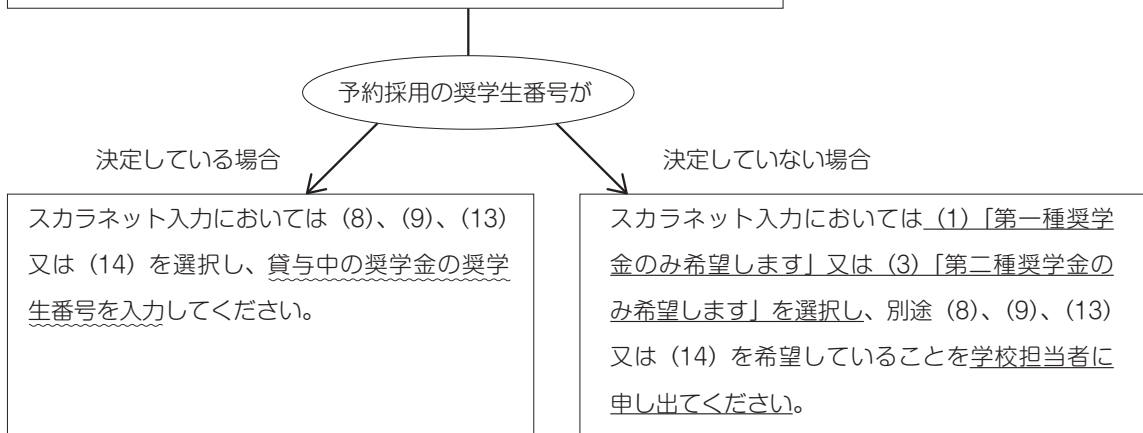 予約採用の奨学生番号が
決定している場合
決定していない場合
スカラネット入力においては（8）、（9）、（13）
又は（14）を選択し、貸与中の奨学金の奨学
生番号を入力してください。
スカラネット入力においては（1）「第一種奨学
金のみ希望します」又は（3）「第二種奨学金の
み希望します」を選択し、別途（8）、（9）、（13）
又は（14）を希望していることを学校担当者に
申し出てください。